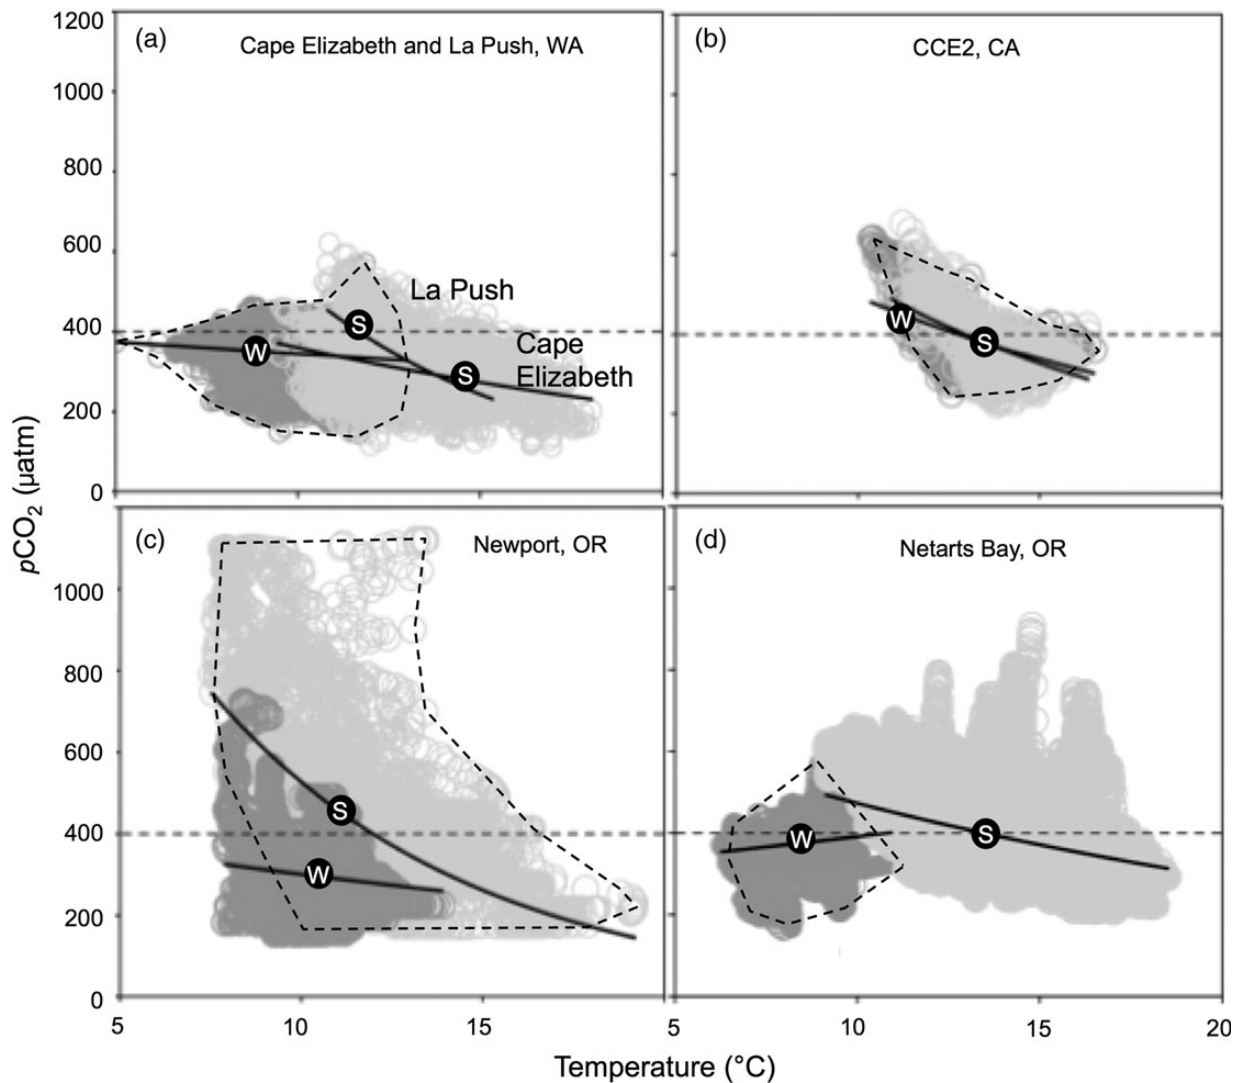 1200
(a)
Cape Elizabeth and La Push, WA
1000
800
600
400
200
0
La Push
S
W
Cape
Elizabeth
S
(b)
CCE2, CA
W
S
pCO2 (µatm)
(c)
Newport, OR
1000
800
600
400
200
0
S
W
5
10
15
(d)
Netarts Bay, OR
W
S
5
10
15
20
Temperature (°C)